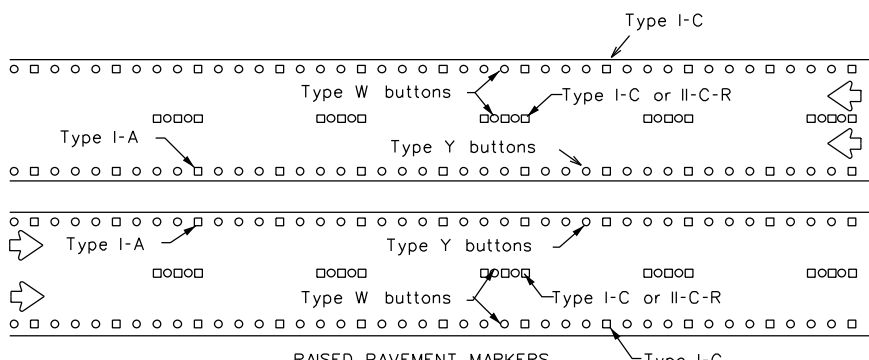 Type I-C
Type W buttons
Type I-C or II-C-R
Type I-A
Type Y buttons
Type I-A
Type Y buttons
Type W buttons
Type I-C or II-C-R
RAISED PAVEMENT MARKERS
Type I-C